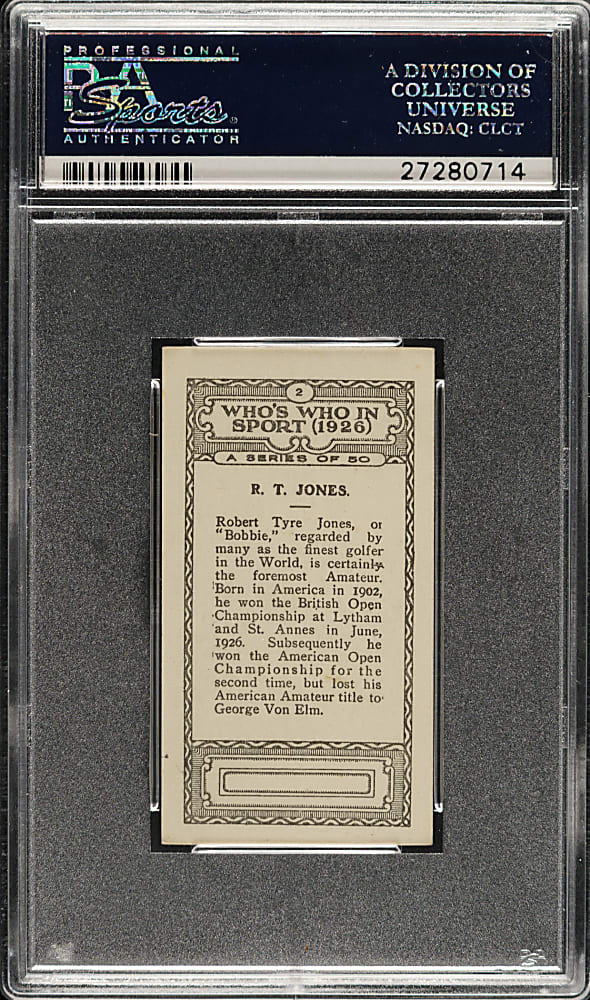 PROFESSIONAL
PSA
Sports
AUTHENTICATOR
A DIVISION OF
COLLECTORS
UNIVERSE
NASDAQ: CLCT
27280714
2
WHO'S WHO IN
SPORT (1926)
A SERIES OF 50
R. T. JONES.
Robert Tyre Jones, or
"Bobbie," regarded by
many as the finest golfer
in the World, is certainly
the foremost Amateur.
Born in America in 1902,
he won the British Open
Championship at Lytham
and St. Annes in June,
1926. Subsequently he
won the American Open
Championship for the
second time, but lost his
American Amateur title to
George Von Elm.